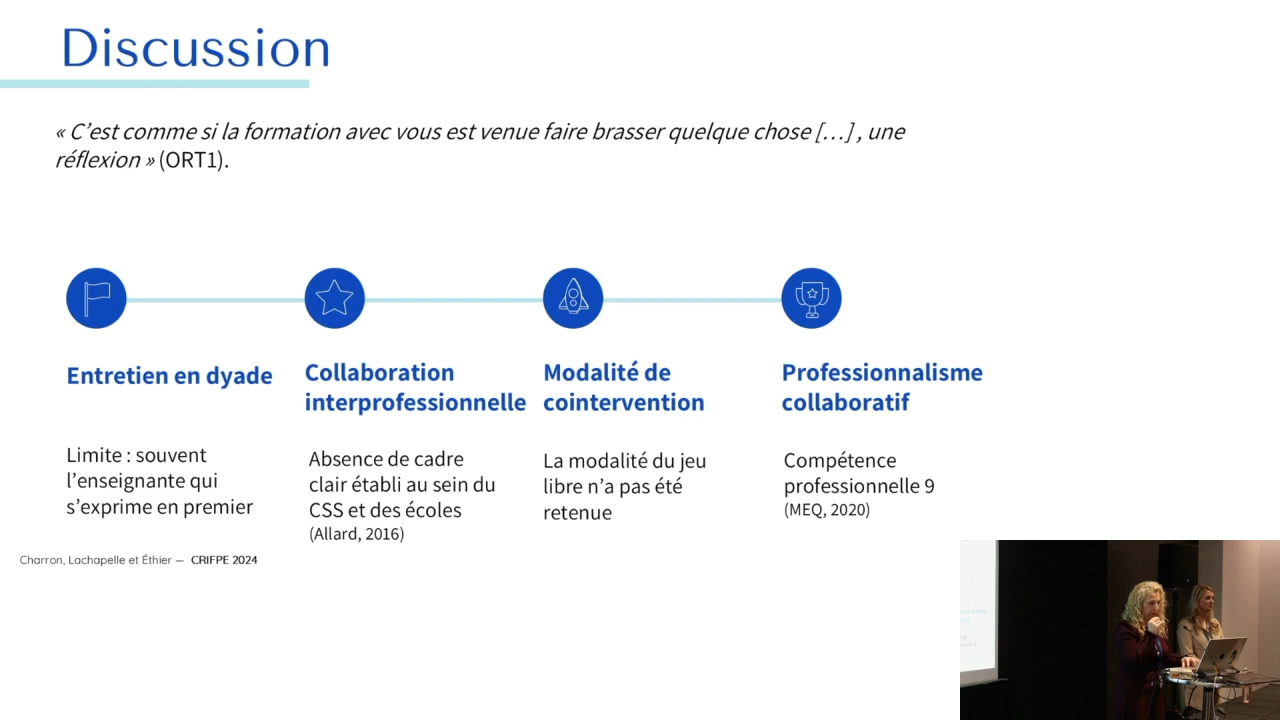 Discussion
« C’est comme si la formation avec vous est venue faire brasser quelque chose […] , une
réflexion » (ORT1).
Entretien en dyade
Limite : souvent
l’enseignante qui
s’exprime en premier
Collaboration
interprofessionnelle
Absence de cadre
clair établi au sein du
CSS et des écoles
(Allard, 2016)
Modalité de
cointervention
La modalité du jeu
libre n’a pas été
retenue
Professionnalisme
collaboratif
Compétence
professionnelle 9
(MEQ, 2020)
Charron, Lachapelle et Éthier — CRIFPE 2024